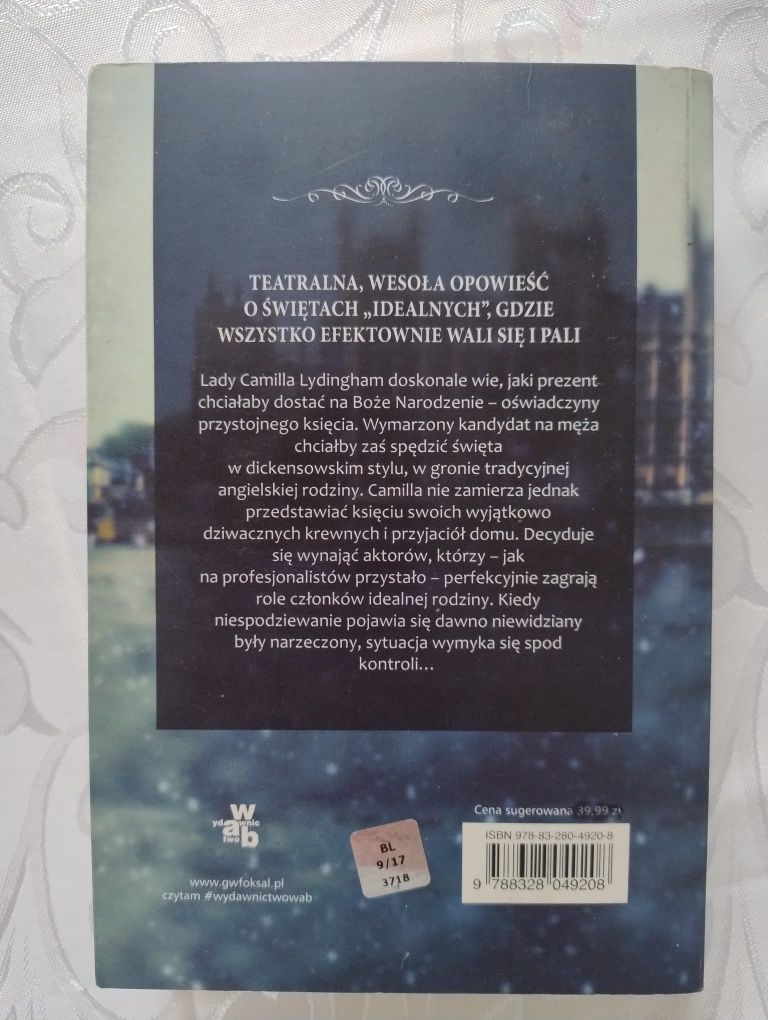 TEATRALNA, WESOŁA OPOWIEŚĆ
O ŚWIĘTACH „IDEALNYCH”, GDZIE
WSZYSTKO EFEKTOWNIE WALI SIĘ I PALI
Lady Camilla Lydingham doskonale wie, jaki prezent
chciałaby dostać na Boże Narodzenie – oświadczyny
przystojnego księcia. Wymarzony kandydat na męża
chciałby zaś spędzić święta
w dickensowskim stylu, w gronie tradycyjnej
angielskiej rodziny. Camilla nie zamierza jednak
przedstawiać księciu swoich wyjątkowo
dziwacznych krewnych i przyjaciół domu. Decyduje
się wynająć aktorów, którzy – jak
na profesjonalistów przystało – perfekcyjnie zagrają
role członków idealnej rodziny. Kiedy
niespodziewanie pojawia się dawno niewidziany
były narzeczony, sytuacja wymyka się spod
kontroli...
w
ydawnic
a
two
b
www.gwfoksal.pl
czytam #wydawnictwowab
BL
9/17
3718
Cena sugerowana 39,99 zł
ISBN 978-83-280-4920-8
9 788328 049208